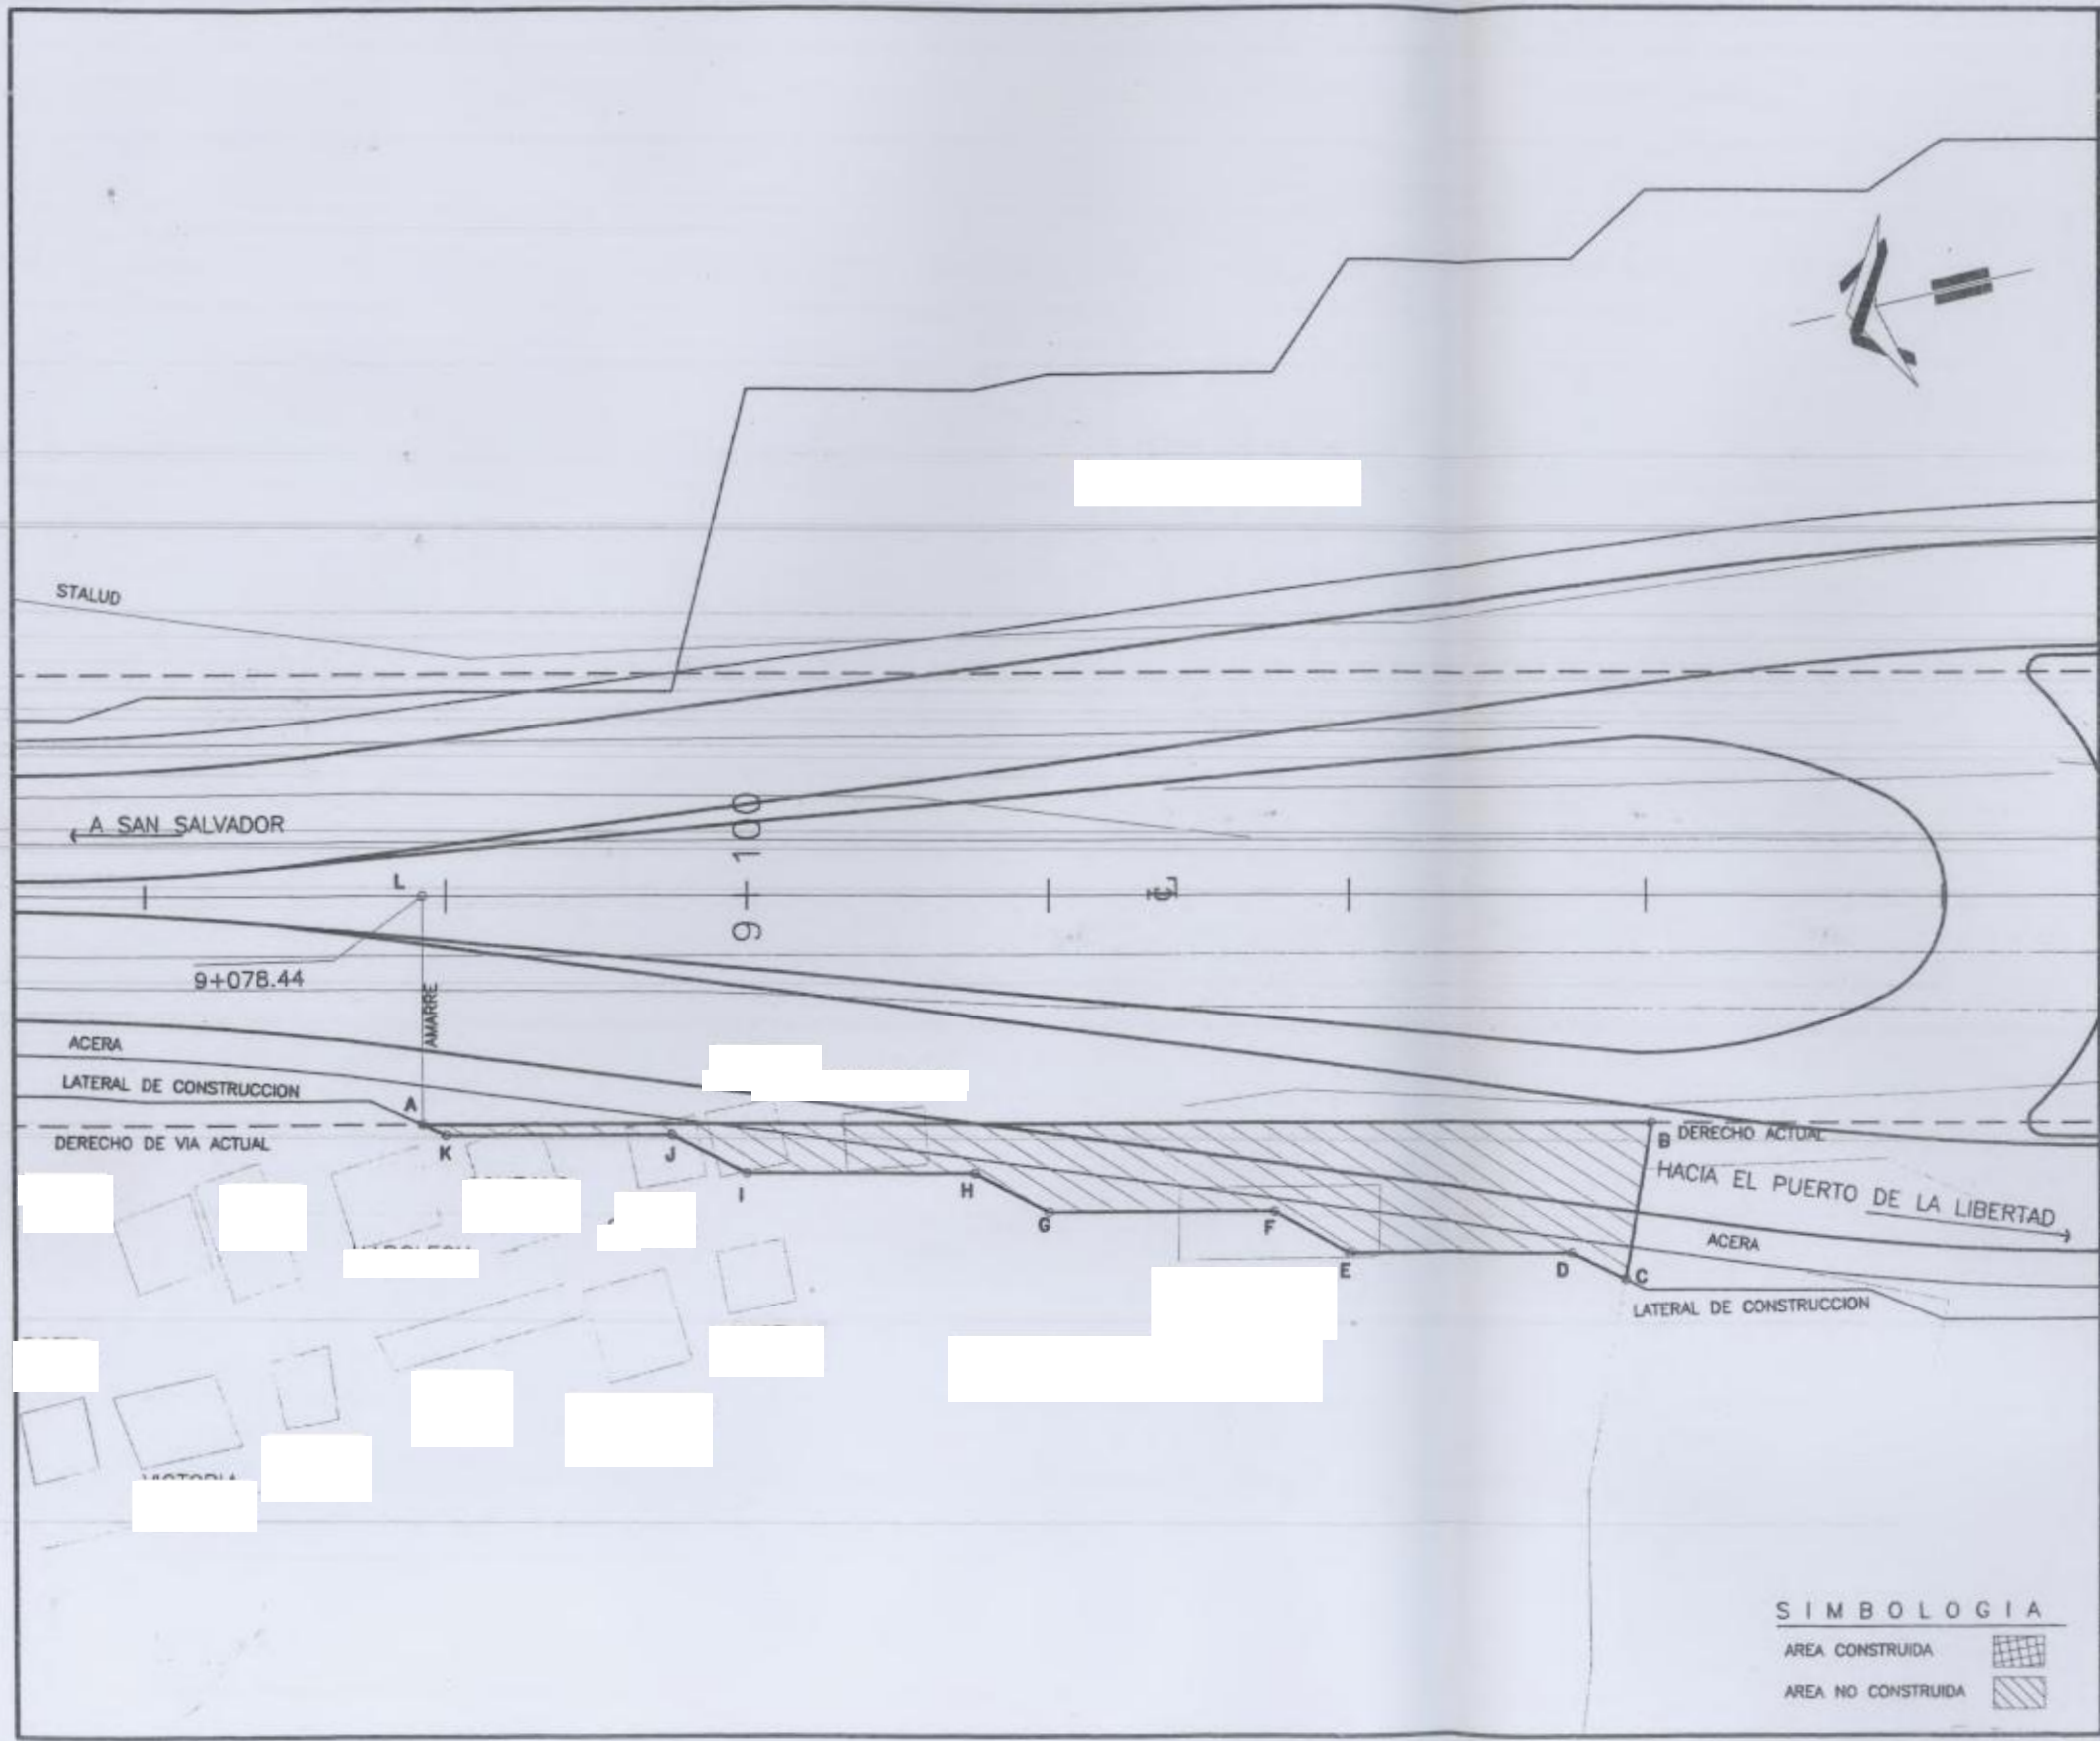 STALUD
A SAN SALVADOR
L
9 100
9+078.44
AMARRE
ACERA
LATERAL DE CONSTRUCCION
A
DERECHO DE VIA ACTUAL
K
J
I
H
G
F
E
D
C
B
DERECHO ACTUAL
HACIA EL PUERTO DE LA LIBERTAD
ACERA
LATERAL DE CONSTRUCCION
SIMBOLOGIA
AREA CONSTRUIDA
AREA NO CONSTRUIDA